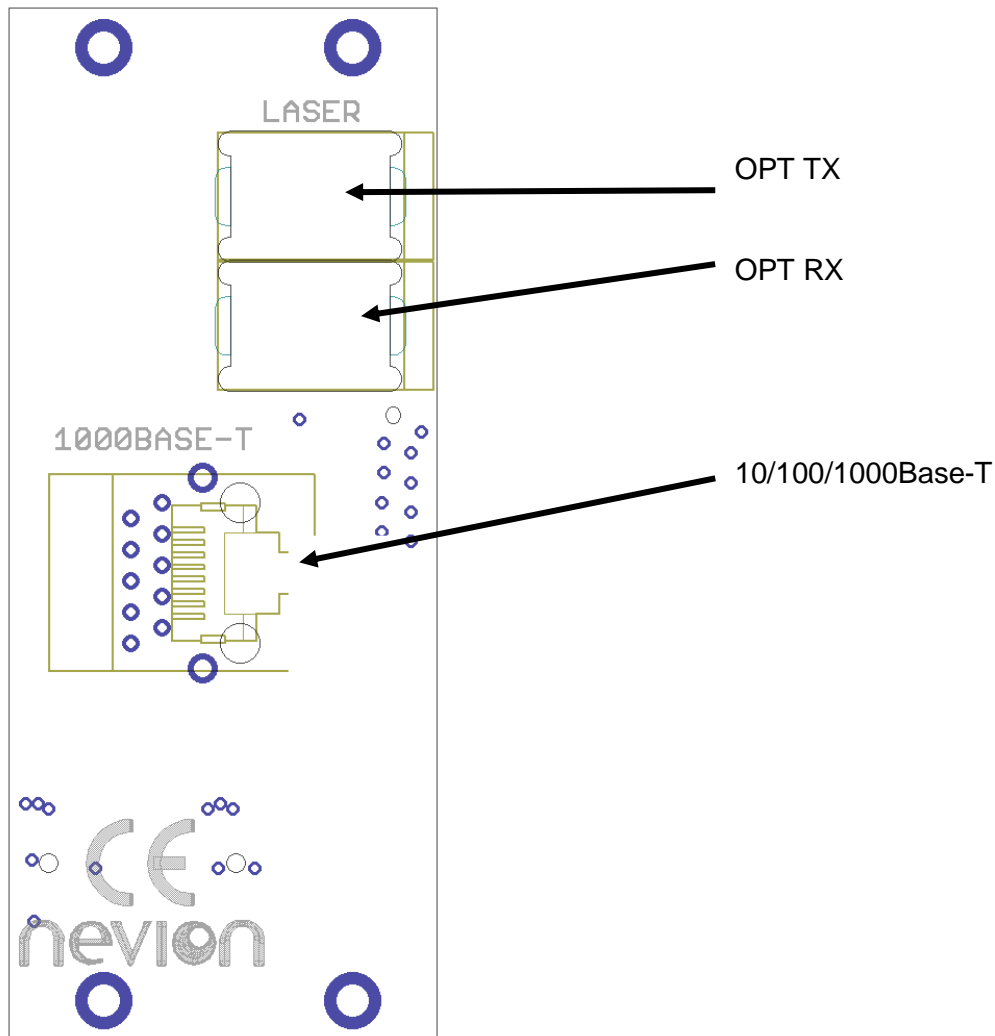 LASER
OPT TX
OPT RX
1000BASE-T
10/100/1000Base-T
CE
nevion